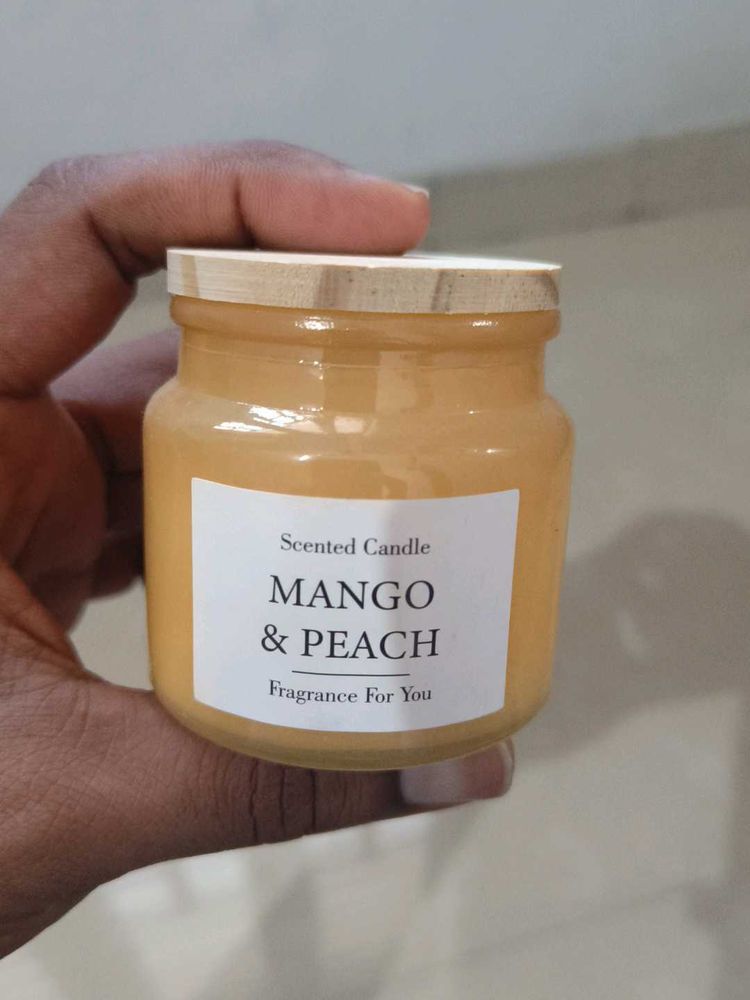 Scented Candle
MANGO
& PEACH
Fragrance For You